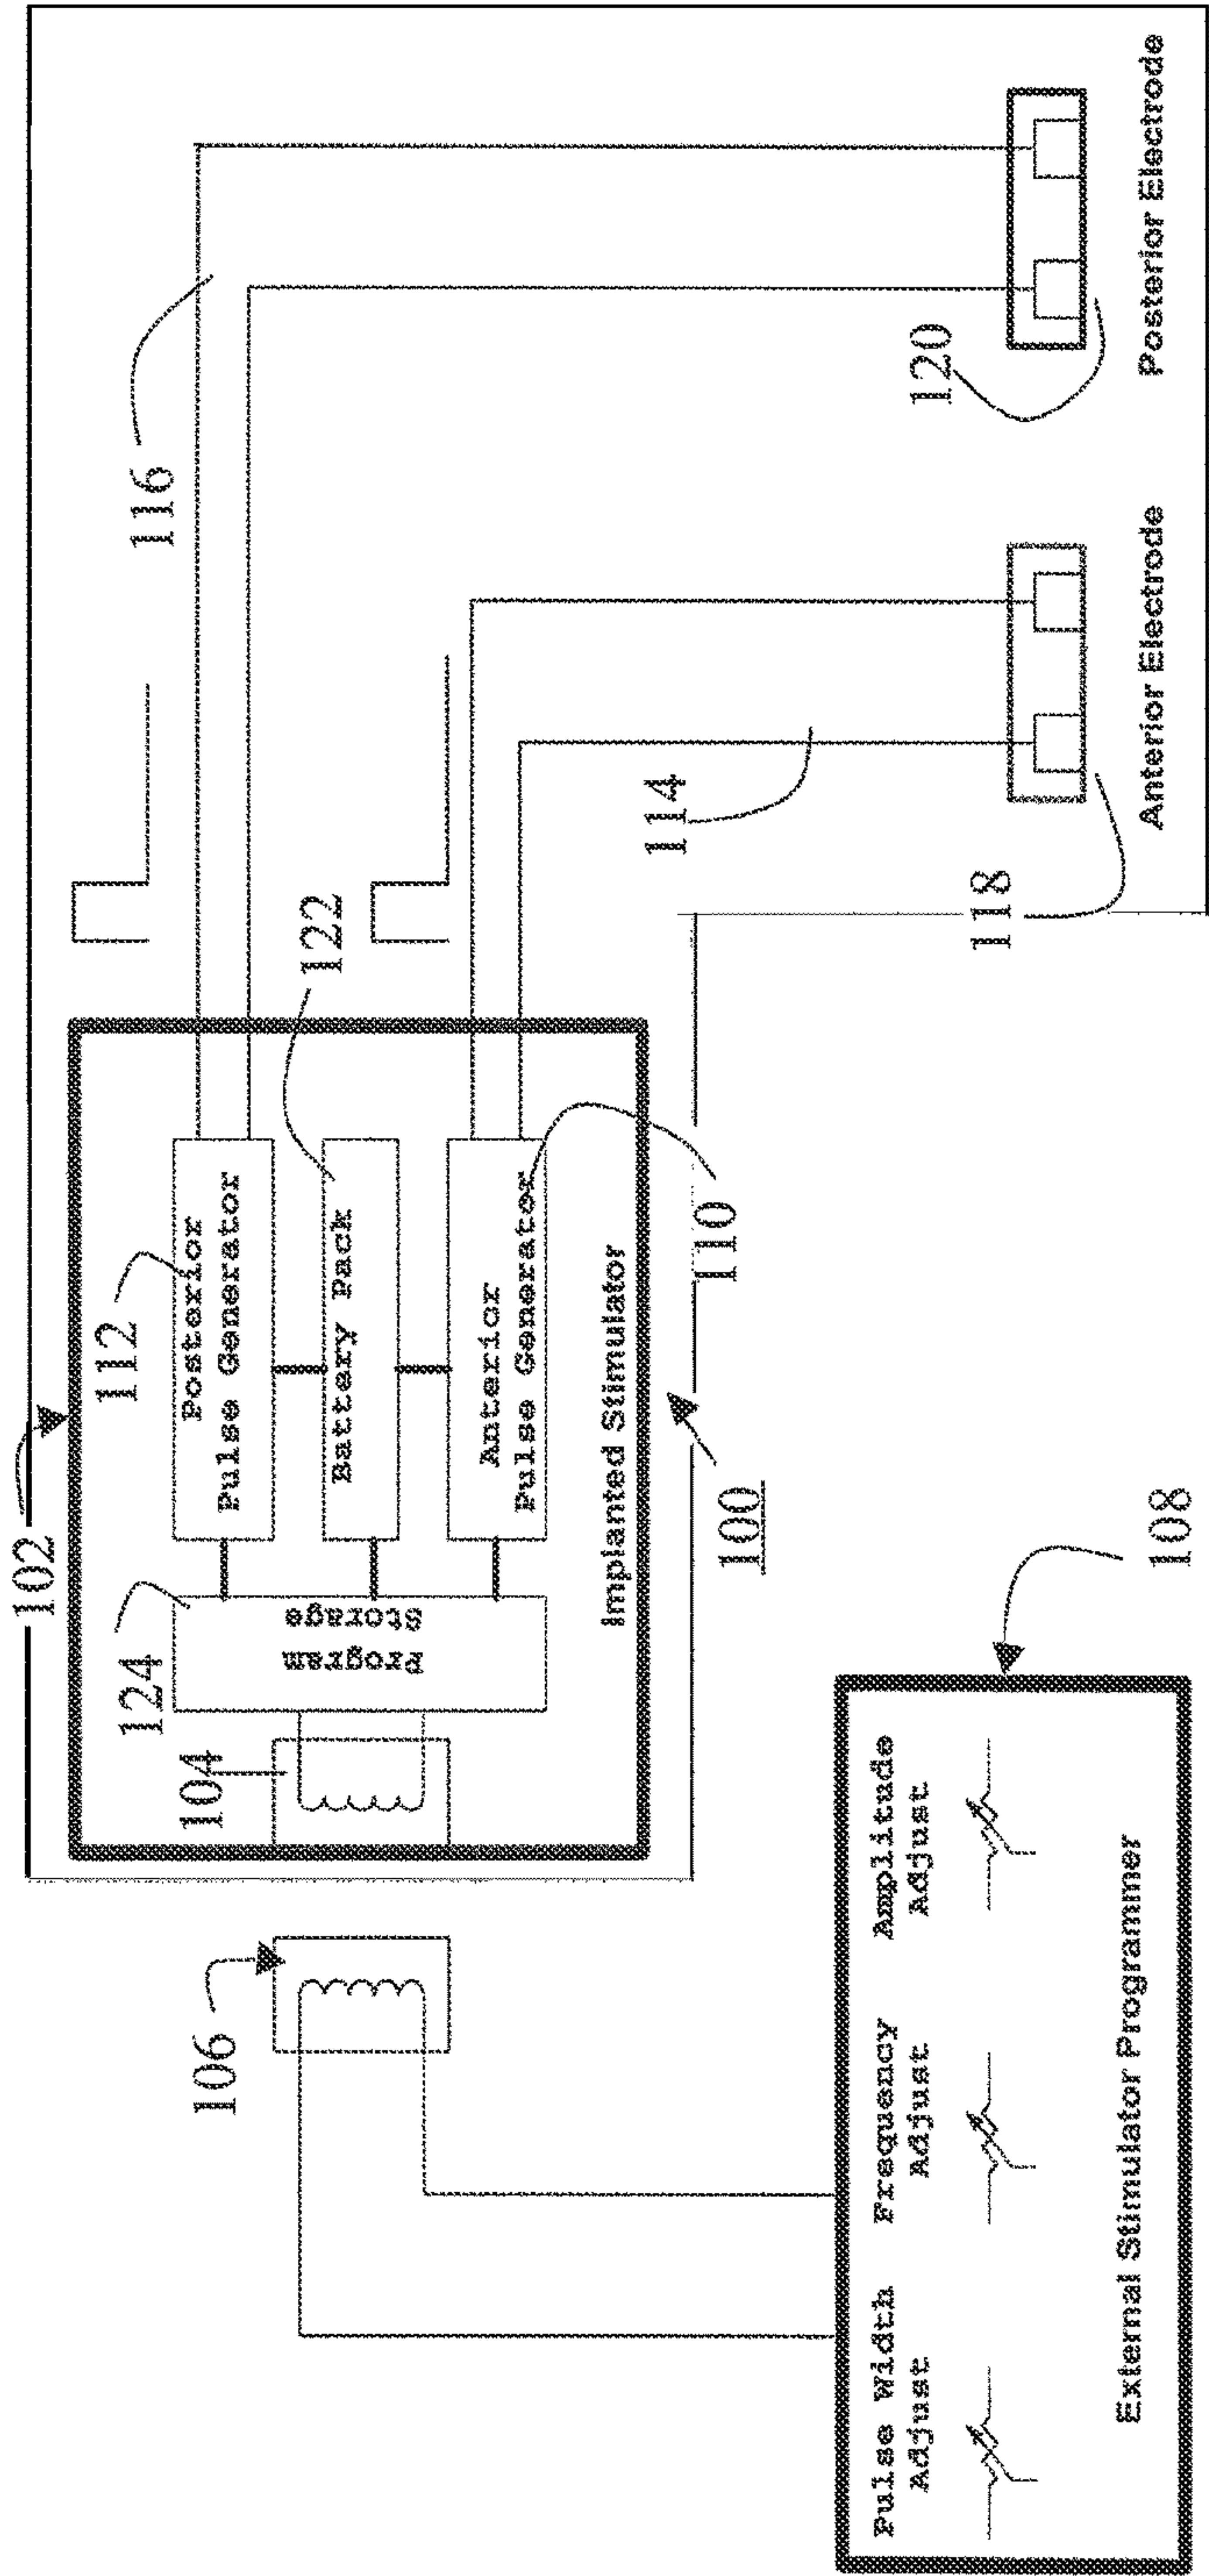 102
112
116
124
Posterior
Pulse Generator
104
122
106
Battery Pack
Program
Storage
Anterior
Pulse Generator
114
Implanted Stimulator
110
100
120
118
Anterior Electrode
Posterior Electrode
108
Pulse Width
Adjust
Frequency
Adjust
Amplitude
Adjust
External Stimulator Programmer